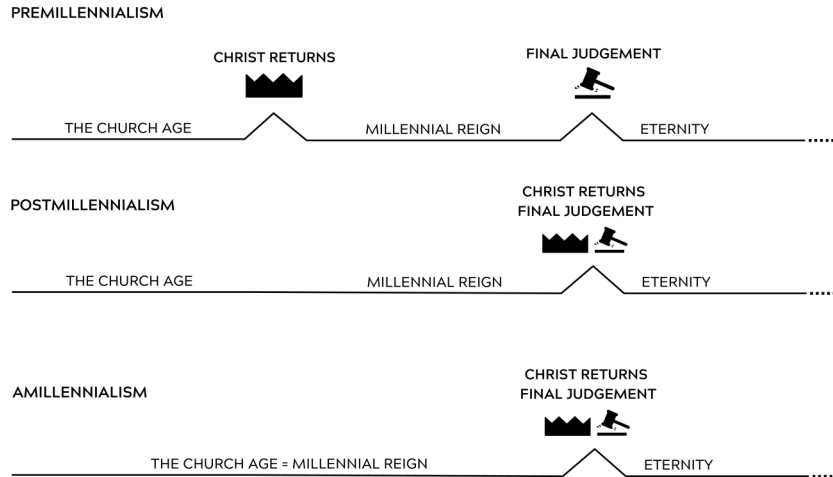 PREMILLENNIALISM
CHRIST RETURNS
FINAL JUDGEMENT
THE CHURCH AGE
MILLENNIAL REIGN
ETERNITY
POSTMILLENNIALISM
CHRIST RETURNS
FINAL JUDGEMENT
THE CHURCH AGE
MILLENNIAL REIGN
ETERNITY
AMILLENNIALISM
CHRIST RETURNS
FINAL JUDGEMENT
THE CHURCH AGE = MILLENNIAL REIGN
ETERNITY